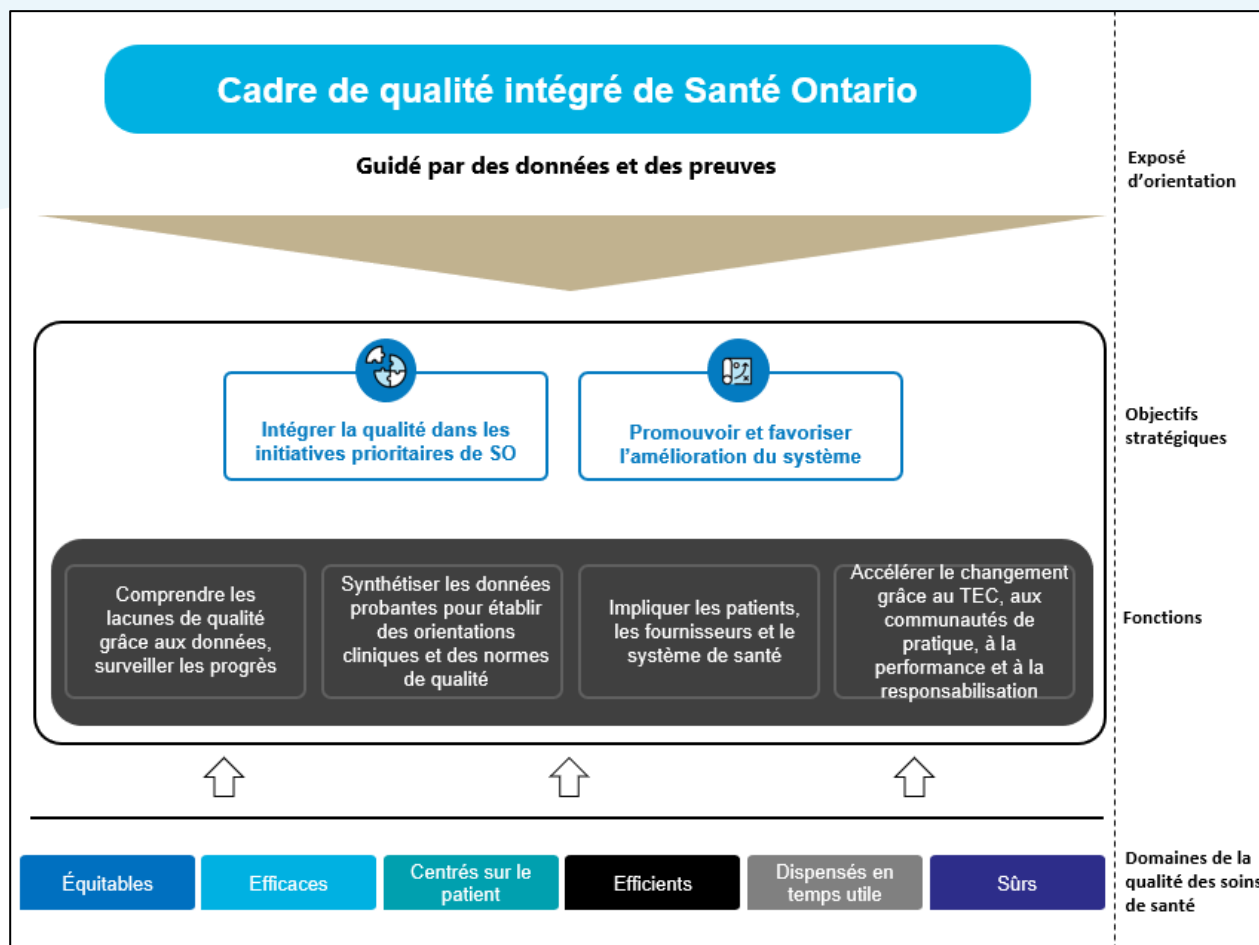 Cadre de qualité intégré de Santé Ontario
Guidé par des données et des preuves
Exposé
d'orientation
Intégrer la qualité dans les
initiatives prioritaires de SO
Promouvoir et favoriser
l'amélioration du système
Objectifs
stratégiques
Comprendre les
lacunes de qualité
grâce aux données,
surveiller les progrès
Synthétiser les données
probantes pour établir
des orientations
cliniques et des normes
de qualité
Impliquer les patients,
les fournisseurs et le
système de santé
Accélérer le changement
grâce au TEC, aux
communautés de
pratique, à la
performance et à la
responsabilisation
Fonctions
Équitables
Efficaces
Centrés sur le
patient
Efficients
Dispensés en
temps utile
Sûrs
Domaines de la
qualité des soins
de santé